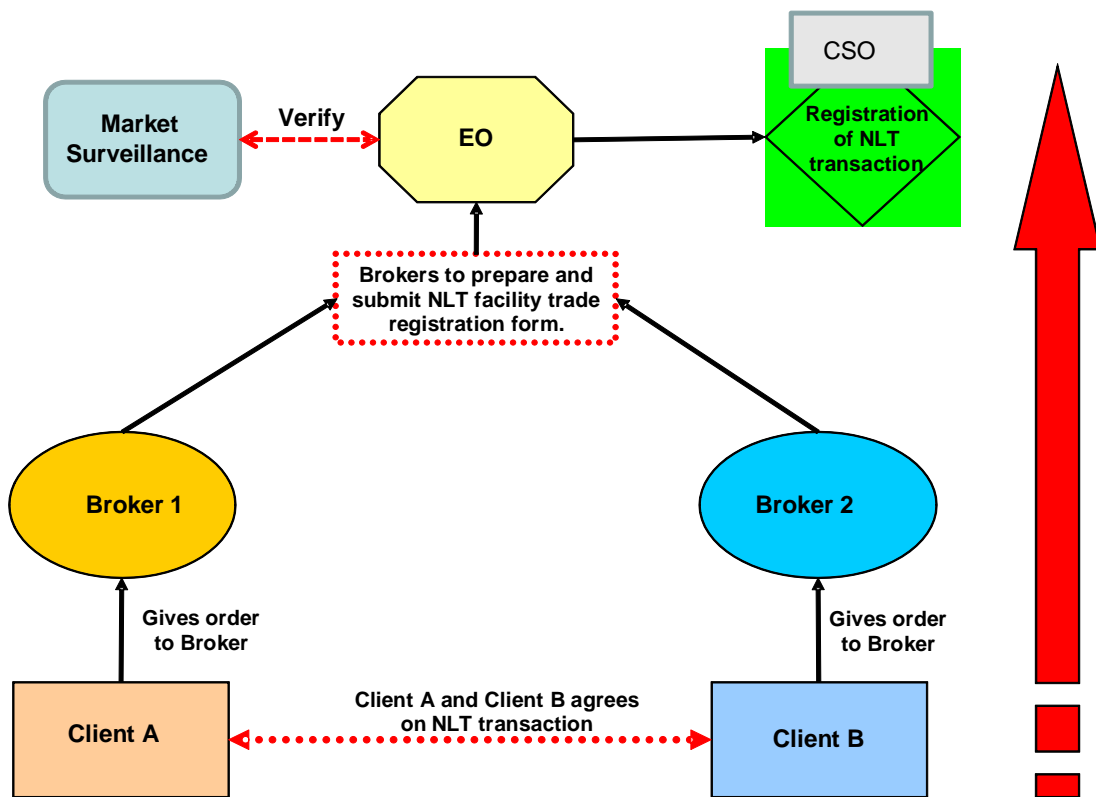 CSO
Market
Surveillance
Verify
EO
Registration
of NLT
transaction
Brokers to prepare and
submit NLT facility trade
registration form.
Broker 1
Broker 2
Gives order
to Broker
Gives order
to Broker
Client A and Client B agrees
on NLT transaction
Client A
Client B